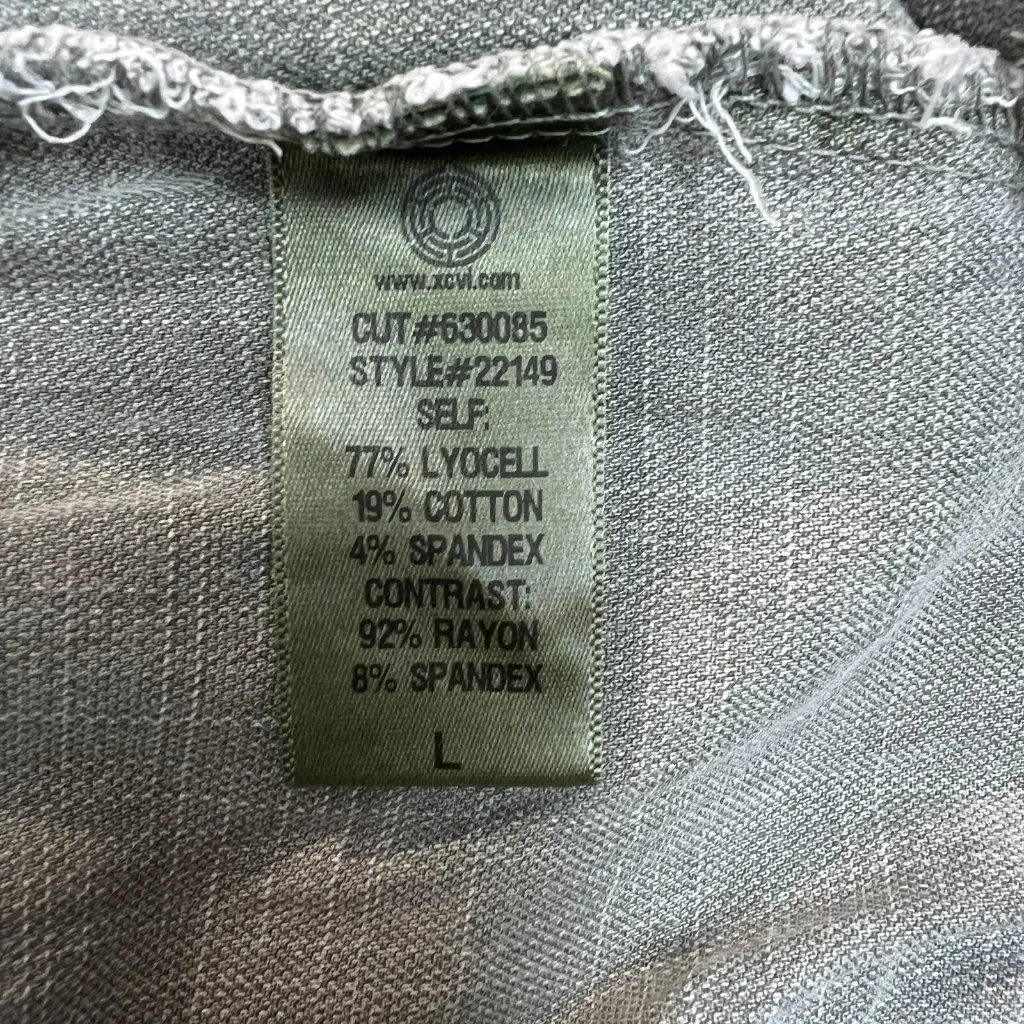 www.xcvi.com
CUT#630085
STYLE#22149
SELF:
77% LYOCELL
19% COTTON
4% SPANDEX
CONTRAST:
92% RAYON
8% SPANDEX
L